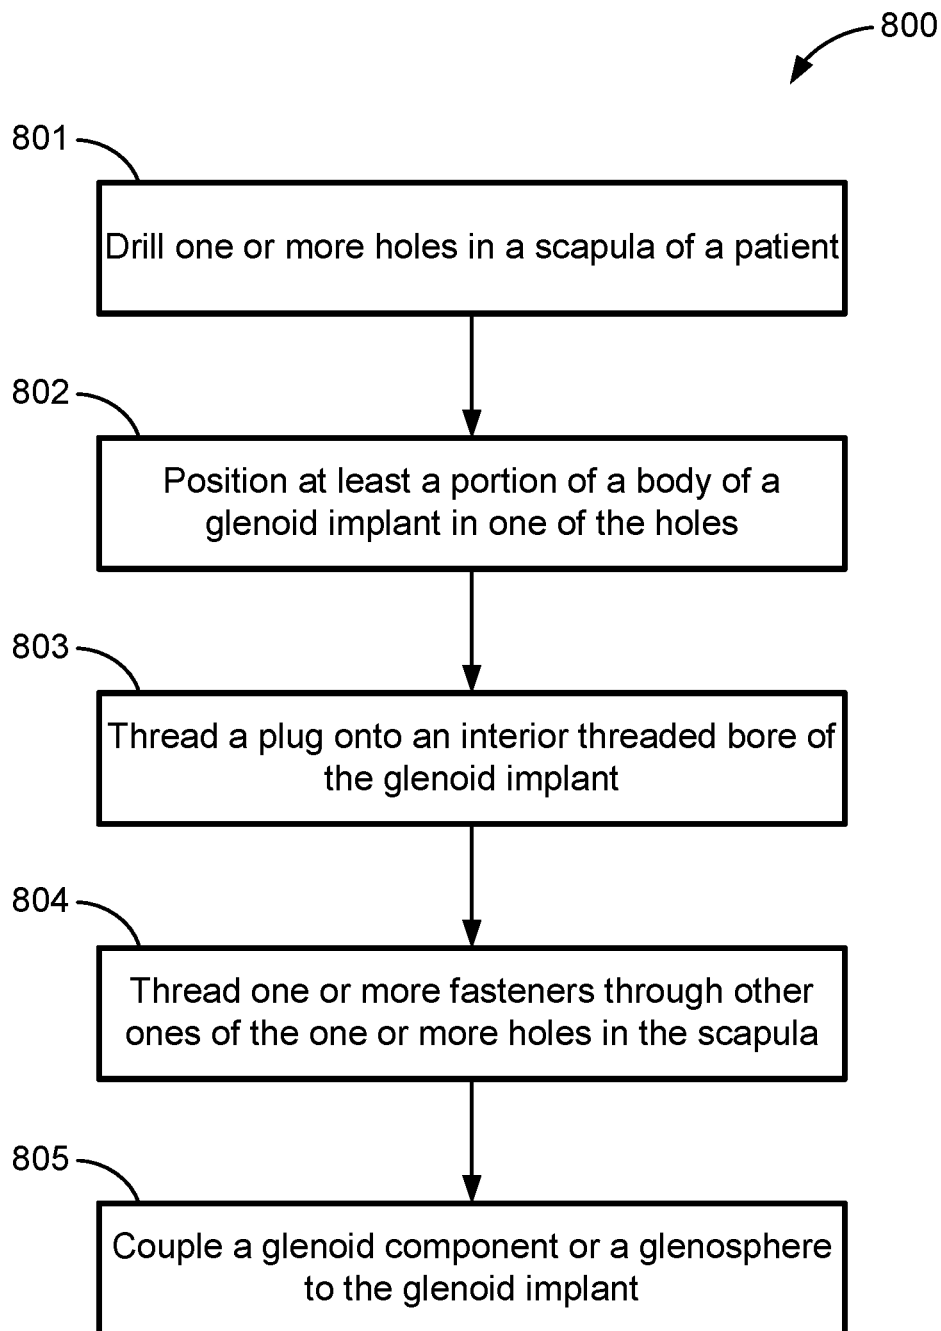 800
801
Drill one or more holes in a scapula of a patient
802
Position at least a portion of a body of a
glenoid implant in one of the holes
803
Thread a plug onto an interior threaded bore of
the glenoid implant
804
Thread one or more fasteners through other
ones of the one or more holes in the scapula
805
Couple a glenoid component or a glenosphere
to the glenoid implant